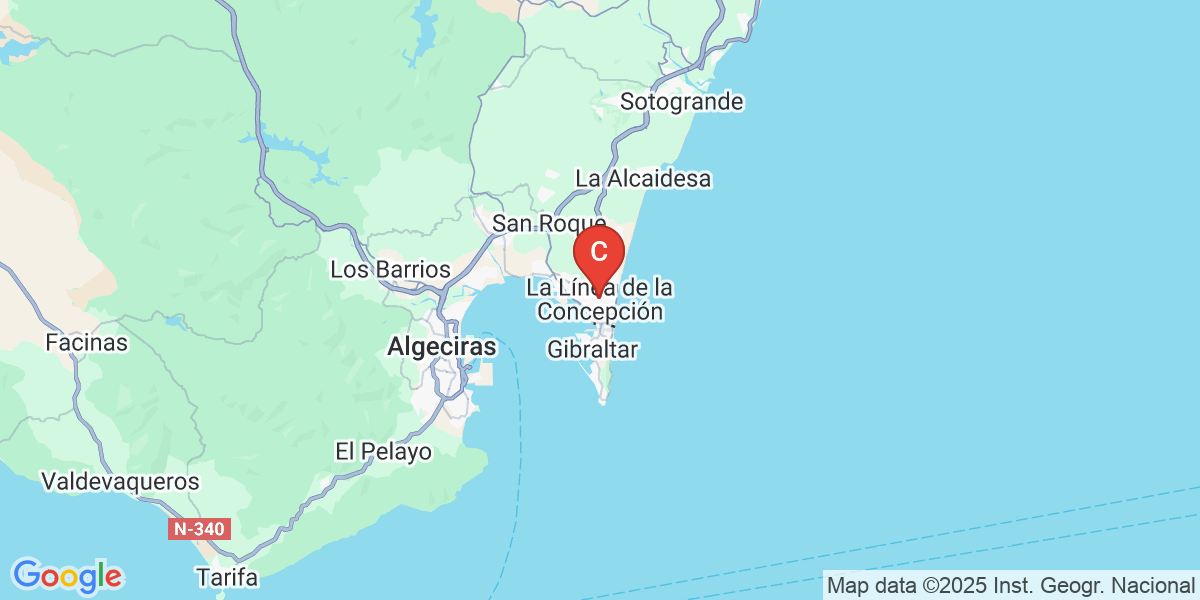 Sotogrande
La Alcaidesa
San Roque
C
Los Barrios
La Línea de la
Concepción
Facinas
Algeciras
Gibraltar
El Pelayo
Valdevaqueros
N-340
Tarifa
Google
Map data ©2025 Inst. Geogr. Nacional